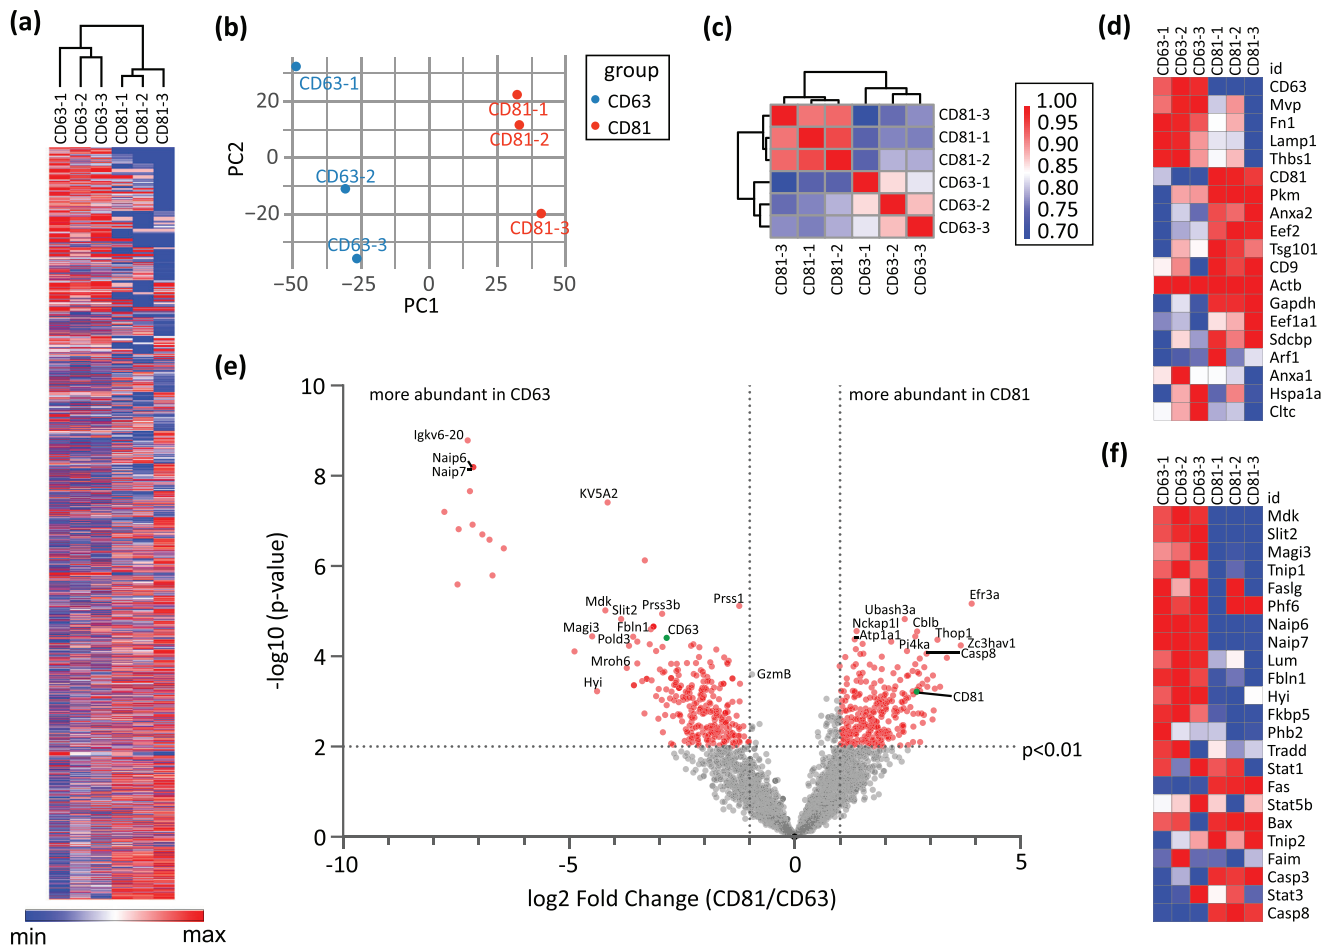 (a)
CD63-1
CD63-2
CD63-3
CD81-1
CD81-2
CD81-3
min
max
(b)
PC2
20
0
−20
CD63-1
CD81-1
CD81-2
CD63-2
CD81-3
CD63-3
−50
−25
0
25
50
PC1
group
CD63
CD81
(c)
CD81-3
CD81-1
CD81-2
CD63-1
CD63-2
CD63-3
CD81-3
CD81-1
CD81-2
CD63-1
CD63-2
CD63-3
1.00
0.95
0.90
0.85
0.80
0.75
0.70
(d)
CD63-1
CD63-2
CD63-3
CD81-1
CD81-2
CD81-3
id
CD63
Mvp
Fn1
Lamp1
Thbs1
CD81
Pkm
Anxa2
Eef2
Tsg101
CD9
Actb
Gapdh
Eef1a1
Sdcbp
Arf1
Anxa1
Hspa1a
Cltc
(e)
more abundant in CD63
more abundant in CD81
-log10 (p-value)
10
8
6
4
2
0
Igkv6-20
Naip6
Naip7
KV5A2
Mdk
Slit2
Prss3b
Prss1
Magi3
Fbln1
Pold3
CD63
Mroh6
Hyi
GzmB
Efr3a
Ubash3a
Nckap1l
Cblb
Atp1a1
Thop1
Pi4ka
Zc3hav1
Casp8
CD81
p<0.01
-10
-5
0
5
log2 Fold Change (CD81/CD63)
(f)
CD63-1
CD63-2
CD63-3
CD81-1
CD81-2
CD81-3
id
Mdk
Slit2
Magi3
Tnip1
Faslg
Phf6
Naip6
Naip7
Lum
Fbln1
Hyi
Fkbp5
Phb2
Tradd
Stat1
Fas
Stat5b
Bax
Tnip2
Faim
Casp3
Stat3
Casp8